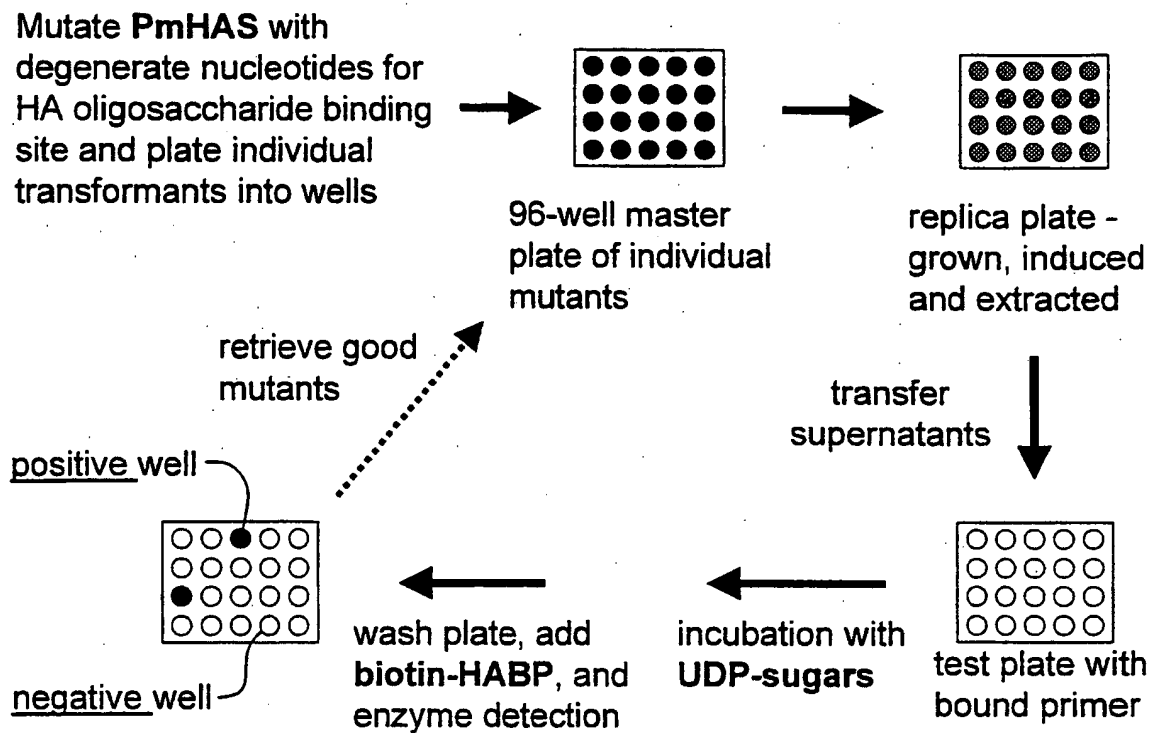 Mutate PmHAS with
degenerate nucleotides for
HA oligosaccharide binding
site and plate individual
transformants into wells
96-well master
plate of individual
mutants
replica plate -
grown, induced
and extracted
transfer
supernatants
test plate with
bound primer
incubation with
UDP-sugars
wash plate, add
biotin-HABP, and
enzyme detection
positive well
negative well
retrieve good
mutants